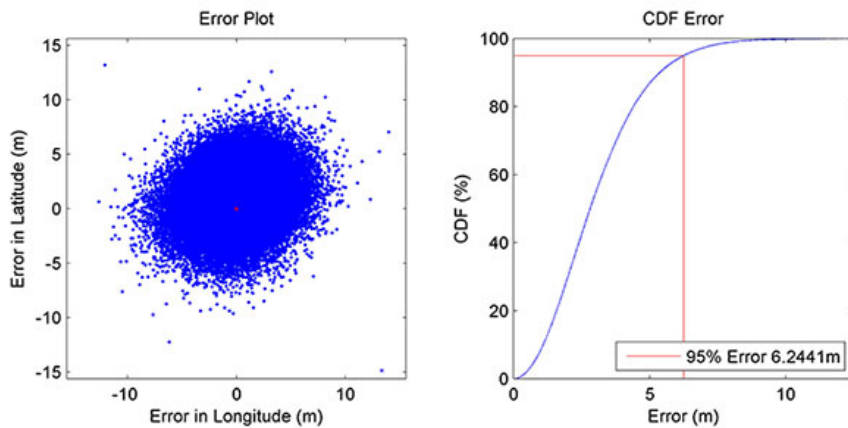 Error Plot
15
10
5
0
-5
-10
-15
-10 0 10
Error in Latitude (m)
Error in Longitude (m)
CDF Error
100
80
60
40
20
0
0 5 10
CDF (%)
Error (m)
95% Error 6.2441m